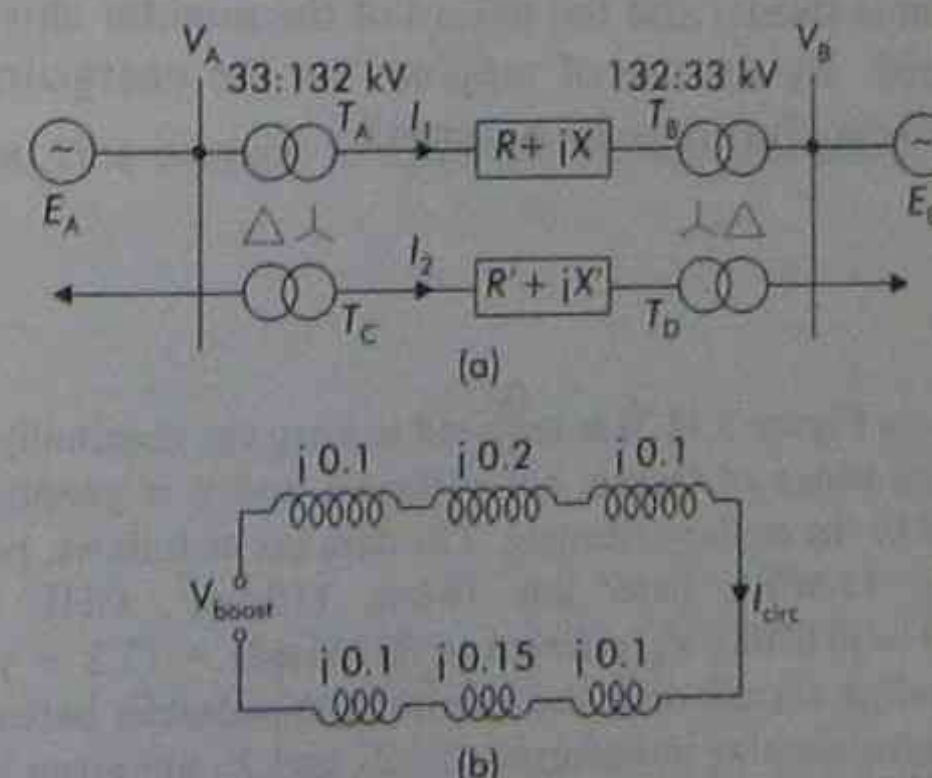 V_A V_B
33:132 kV 132:33 kV
T_A I_1 R + jX T_B
~ ~
E_A
T_C I_2 R' + jX' T_D
(a)
j 0.1 j 0.2 j 0.1
V_boost I_circ
j 0.1 j 0.15 j 0.1
(b)